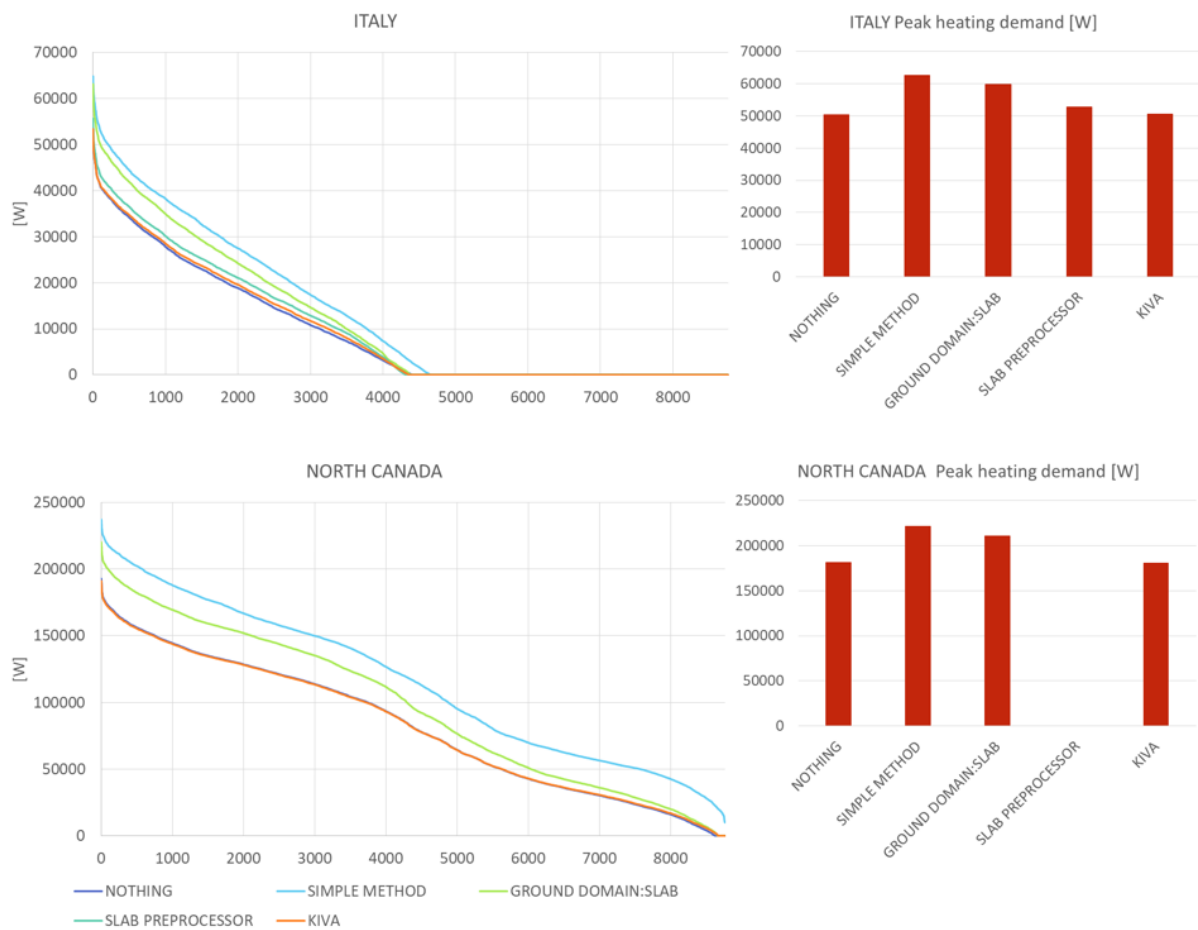 ITALY
70000
60000
50000
40000
30000
20000
10000
0
[W]
0 1000 2000 3000 4000 5000 6000 7000 8000
ITALY Peak heating demand [W]
70000
60000
50000
40000
30000
20000
10000
0
NOTHING
SIMPLE METHOD
GROUND DOMAIN:SLAB
SLAB PREPROCESSOR
KIVA
NORTH CANADA
250000
200000
150000
100000
50000
0
[W]
0 1000 2000 3000 4000 5000 6000 7000 8000
NORTH CANADA Peak heating demand [W]
250000
200000
150000
100000
50000
0
NOTHING
SIMPLE METHOD
GROUND DOMAIN:SLAB
SLAB PREPROCESSOR
KIVA
NOTHING SIMPLE METHOD GROUND DOMAIN:SLAB
SLAB PREPROCESSOR KIVA